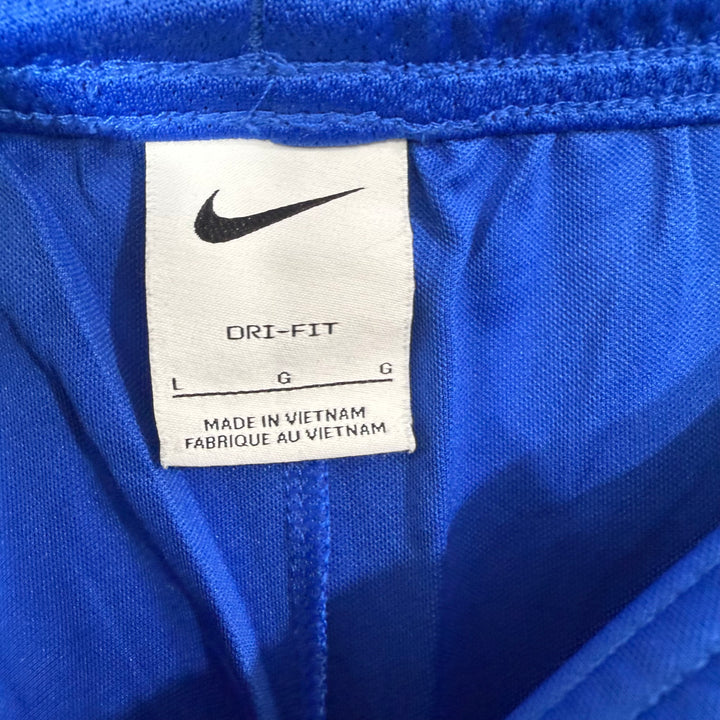 DRI-FIT
L G G
MADE IN VIETNAM
FABRIQUE AU VIETNAM